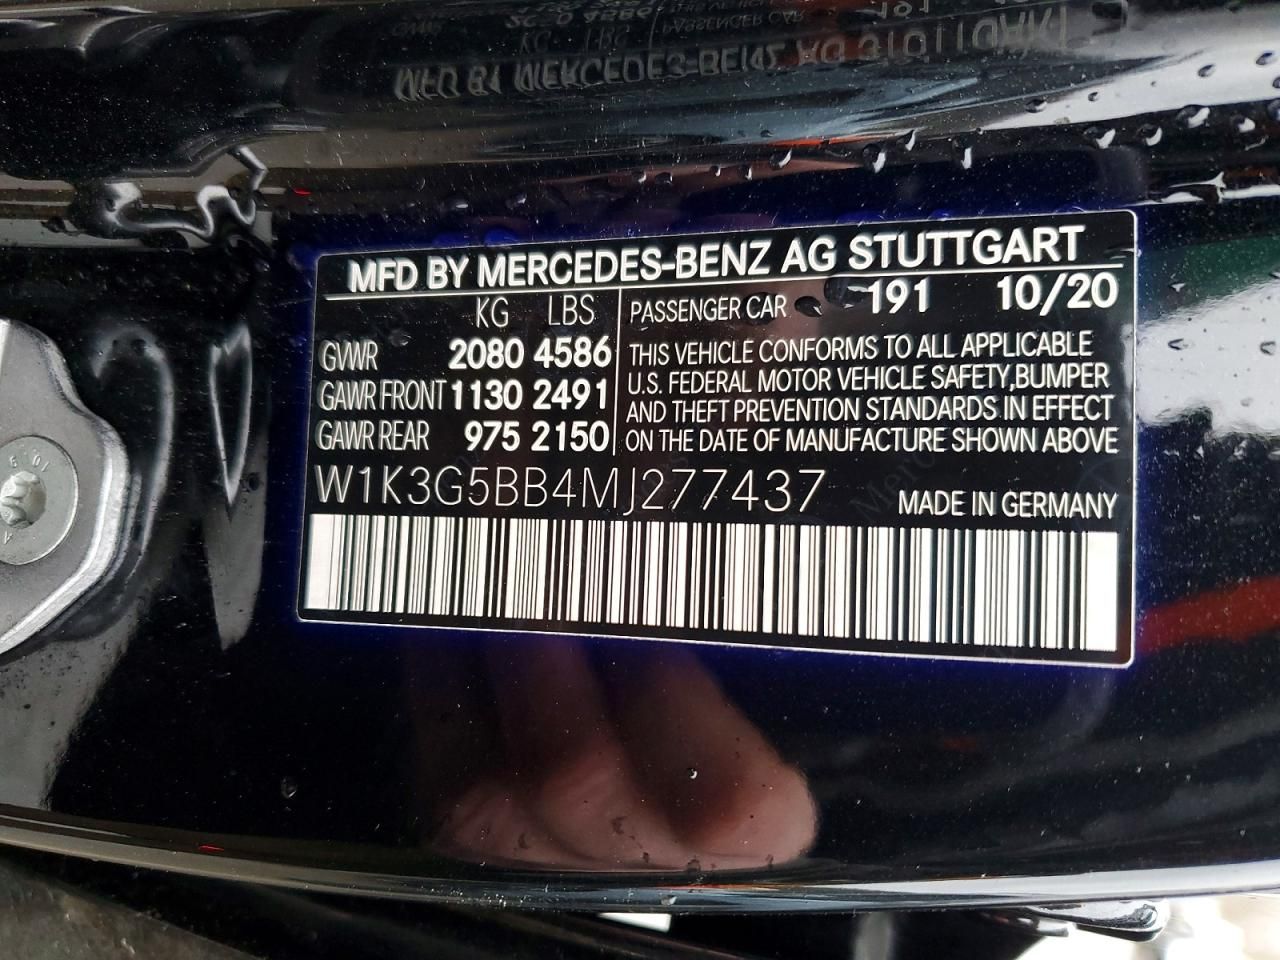 MFD BY MERCEDES-BENZ AG STUTTGART
KG LBS PASSENGER CAR 191 10/20
GVWR 2080 4586
GAWR FRONT 1130 2491
GAWR REAR 975 2150
THIS VEHICLE CONFORMS TO ALL APPLICABLE
U.S. FEDERAL MOTOR VEHICLE SAFETY,BUMPER
AND THEFT PREVENTION STANDARDS IN EFFECT
ON THE DATE OF MANUFACTURE SHOWN ABOVE
W1K3G5BB4MJ277437
MADE IN GERMANY